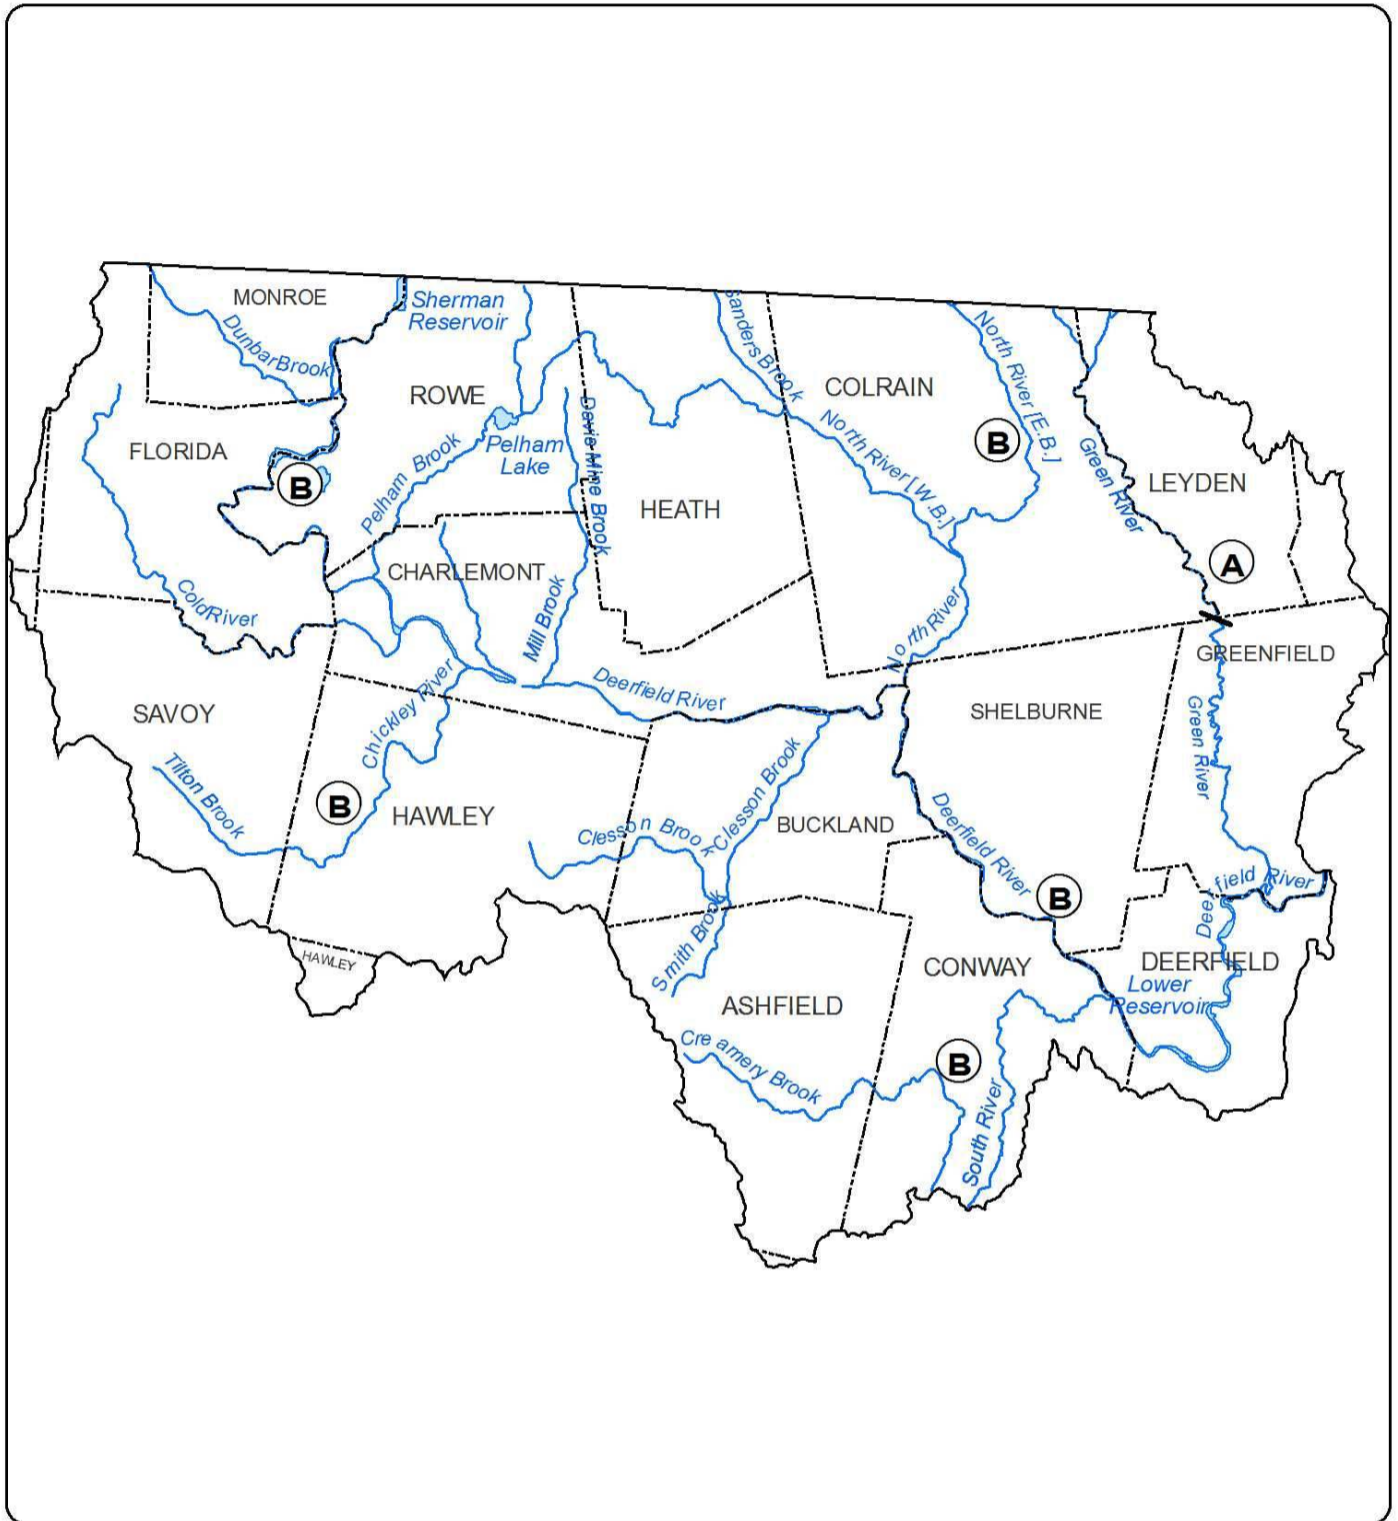 MONROE
Sherman
Reservoir
Dunbar Brook
ROWE
Sanders Brook
COLRAIN
North River [E.B.]
FLORIDA
B
Pelham Brook
Pelham
Lake
Davis Mine Brook
HEATH
North River [W.B.]
B
Green River
LEYDEN
A
CHARLEMONT
Cold River
Mill Brook
North River
GREENFIELD
SAVOY
Chickley River
Deerfield River
SHELBURNE
Green River
Tilton Brook
B
HAWLEY
Clesson Brook
Clesson Brook
BUCKLAND
Deerfield River
B
Deerfield River
HAWLEY
Smith Brook
ASHFIELD
CONWAY
DEERFIELD
Lower
Reservoir
Creamery Brook
B
South River